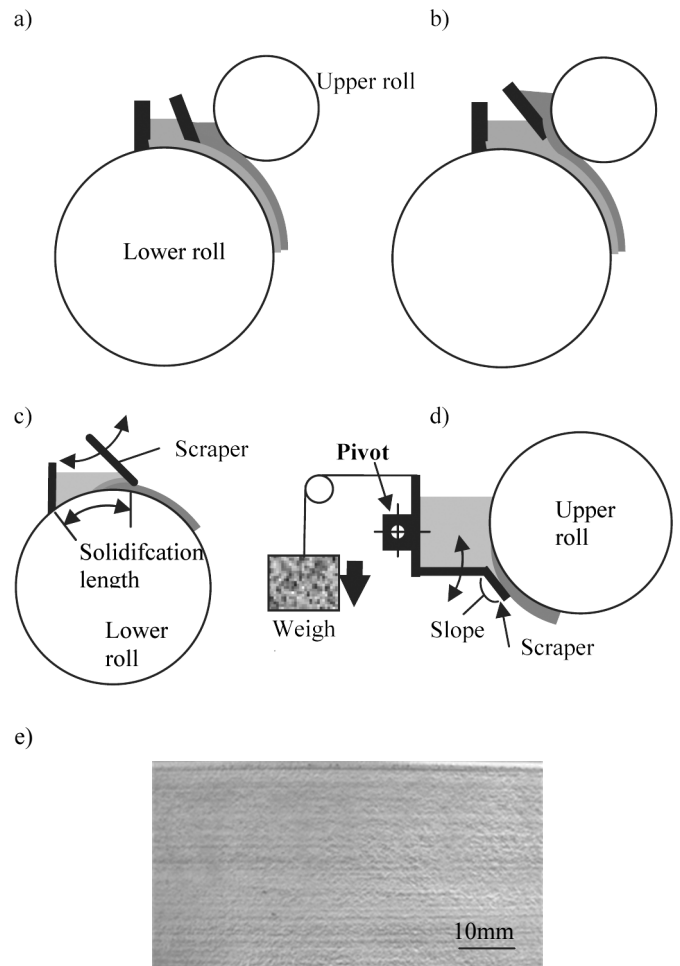 a)
b)
Upper roll
Lower roll
c)
d)
Scraper
Pivot
Upper
roll
Solidifcation
length
Lower
roll
Weigh
Slope
Scraper
e)
10mm